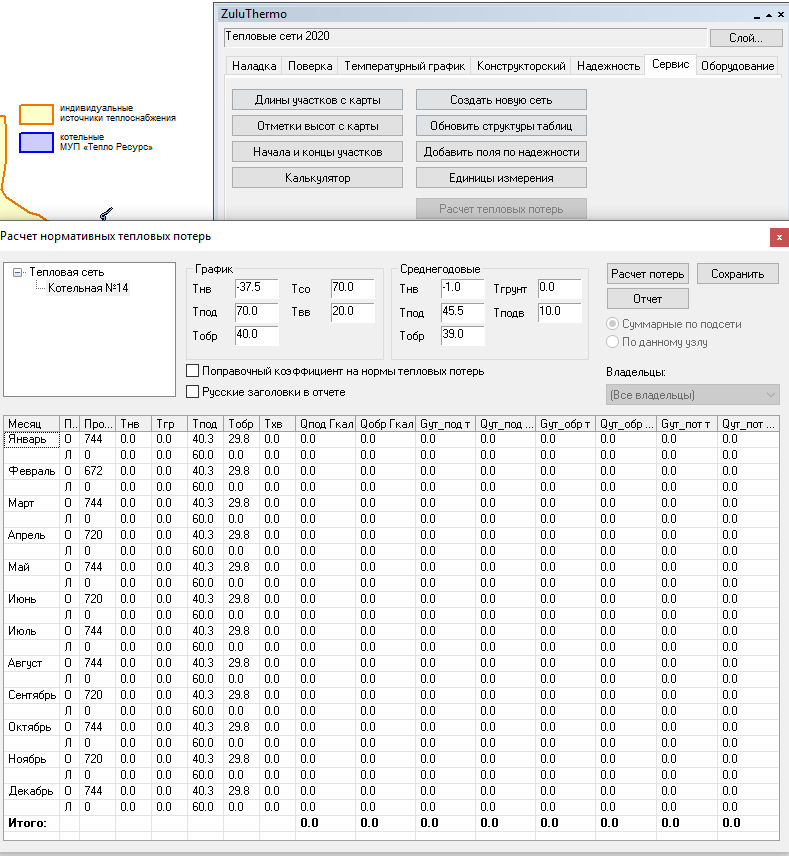 ZuluThermo
Тепловые сети 2020
Слой...
Наладка Поверка Температурный график Конструкторский Надежность Сервис Оборудование
Длины участков с карты Создать новую сеть
Отметки высот с карты Обновить структуры таблиц
Начала и концы участков Добавить поля по надежности
Калькулятор Единицы измерения
Расчет тепловых потерь
индивидуальные
источники теплоснабжения
котельные
МУП «Тепло Ресурс»
Расчет нормативных тепловых потерь
Тепловая сеть
Котельная №14
График
Тнв -37.5 Тсо 70.0
Тпод 70.0 Твв 20.0
Тобр 40.0
Среднегодовые
Тнв -1.0 Тгрунт 0.0
Тпод 45.5 Тподв 10.0
Тобр 39.0
Расчет потерь Сохранить
Отчет
Суммарные по подсети
По данному узлу
Владельцы:
(Все владельцы)
Поправочный коэффициент на нормы тепловых потерь
Русские заголовки в отчете
Месяц П.. Про... Тнв Тгр Тпод Тобр Тхв Qпод Гкал Qобр Гкал Gут_под т Qут_под ... Gут_обр т Qут_обр ... Gут_пот т Qут_пот ...
Январь О 744 0.0 0.0 40.3 29.8 0.0 0.0 0.0 0.0 0.0 0.0 0.0 0.0 0.0
Л 0 0.0 0.0 60.0 0.0 0.0 0.0 0.0 0.0 0.0 0.0 0.0 0.0 0.0
Февраль О 672 0.0 0.0 40.3 29.8 0.0 0.0 0.0 0.0 0.0 0.0 0.0 0.0 0.0
Л 0 0.0 0.0 60.0 0.0 0.0 0.0 0.0 0.0 0.0 0.0 0.0 0.0 0.0
Март О 744 0.0 0.0 40.3 29.8 0.0 0.0 0.0 0.0 0.0 0.0 0.0 0.0 0.0
Л 0 0.0 0.0 60.0 0.0 0.0 0.0 0.0 0.0 0.0 0.0 0.0 0.0 0.0
Апрель О 720 0.0 0.0 40.3 29.8 0.0 0.0 0.0 0.0 0.0 0.0 0.0 0.0 0.0
Л 0 0.0 0.0 60.0 0.0 0.0 0.0 0.0 0.0 0.0 0.0 0.0 0.0 0.0
Май О 744 0.0 0.0 40.3 29.8 0.0 0.0 0.0 0.0 0.0 0.0 0.0 0.0 0.0
Л 0 0.0 0.0 60.0 0.0 0.0 0.0 0.0 0.0 0.0 0.0 0.0 0.0 0.0
Июнь О 720 0.0 0.0 40.3 29.8 0.0 0.0 0.0 0.0 0.0 0.0 0.0 0.0 0.0
Л 0 0.0 0.0 60.0 0.0 0.0 0.0 0.0 0.0 0.0 0.0 0.0 0.0 0.0
Июль О 744 0.0 0.0 40.3 29.8 0.0 0.0 0.0 0.0 0.0 0.0 0.0 0.0 0.0
Л 0 0.0 0.0 60.0 0.0 0.0 0.0 0.0 0.0 0.0 0.0 0.0 0.0 0.0
Август О 744 0.0 0.0 40.3 29.8 0.0 0.0 0.0 0.0 0.0 0.0 0.0 0.0 0.0
Л 0 0.0 0.0 60.0 0.0 0.0 0.0 0.0 0.0 0.0 0.0 0.0 0.0 0.0
Сентябрь О 720 0.0 0.0 40.3 29.8 0.0 0.0 0.0 0.0 0.0 0.0 0.0 0.0 0.0
Л 0 0.0 0.0 60.0 0.0 0.0 0.0 0.0 0.0 0.0 0.0 0.0 0.0 0.0
Октябрь О 744 0.0 0.0 40.3 29.8 0.0 0.0 0.0 0.0 0.0 0.0 0.0 0.0 0.0
Л 0 0.0 0.0 60.0 0.0 0.0 0.0 0.0 0.0 0.0 0.0 0.0 0.0 0.0
Ноябрь О 720 0.0 0.0 40.3 29.8 0.0 0.0 0.0 0.0 0.0 0.0 0.0 0.0 0.0
Л 0 0.0 0.0 60.0 0.0 0.0 0.0 0.0 0.0 0.0 0.0 0.0 0.0 0.0
Декабрь О 744 0.0 0.0 40.3 29.8 0.0 0.0 0.0 0.0 0.0 0.0 0.0 0.0 0.0
Л 0 0.0 0.0 60.0 0.0 0.0 0.0 0.0 0.0 0.0 0.0 0.0 0.0 0.0
Итого: 0.0 0.0 0.0 0.0 0.0 0.0 0.0 0.0